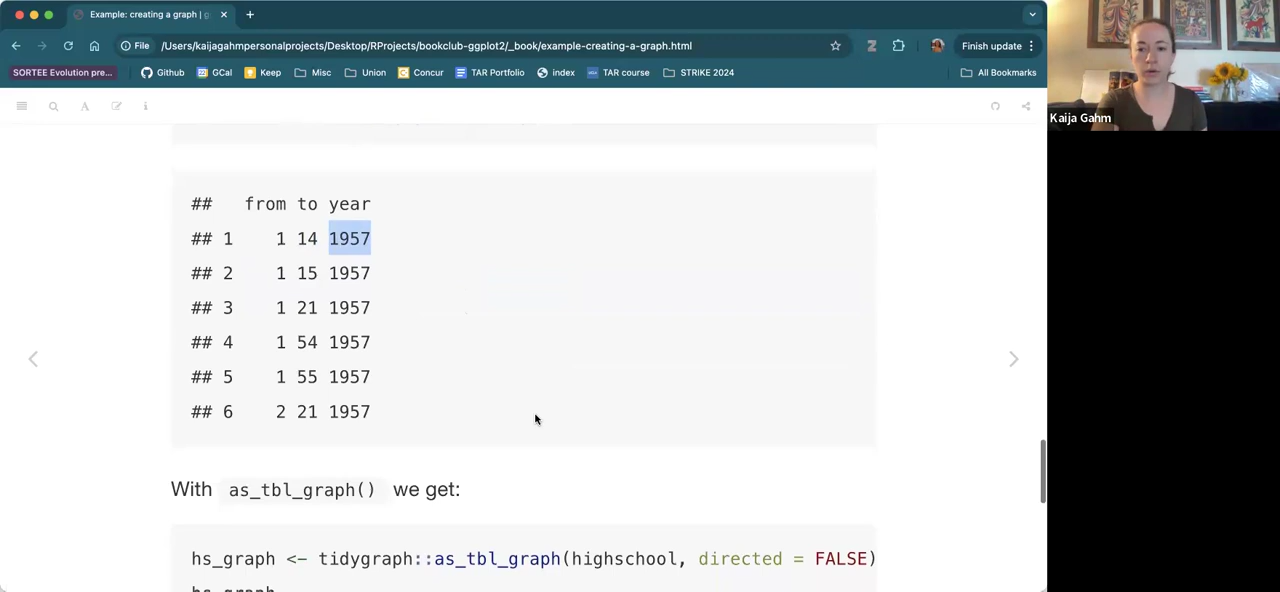 Example: creating a graph | g
File /Users/kaijagahmpersonalprojects/Desktop/RProjects/bookclub-ggplot2/_book/example-creating-a-graph.html Finish update
SORTEE Evolution pre... Github GCal Keep Misc Union Concur TAR Portfolio index TAR course STRIKE 2024 All Bookmarks
Kaija Gahm
## from to year
## 1 1 14 1957
## 2 1 15 1957
## 3 1 21 1957
## 4 1 54 1957
## 5 1 55 1957
## 6 2 21 1957
With as_tbl_graph() we get:
hs_graph <- tidygraph::as_tbl_graph(highschool, directed = FALSE)
hs_graph